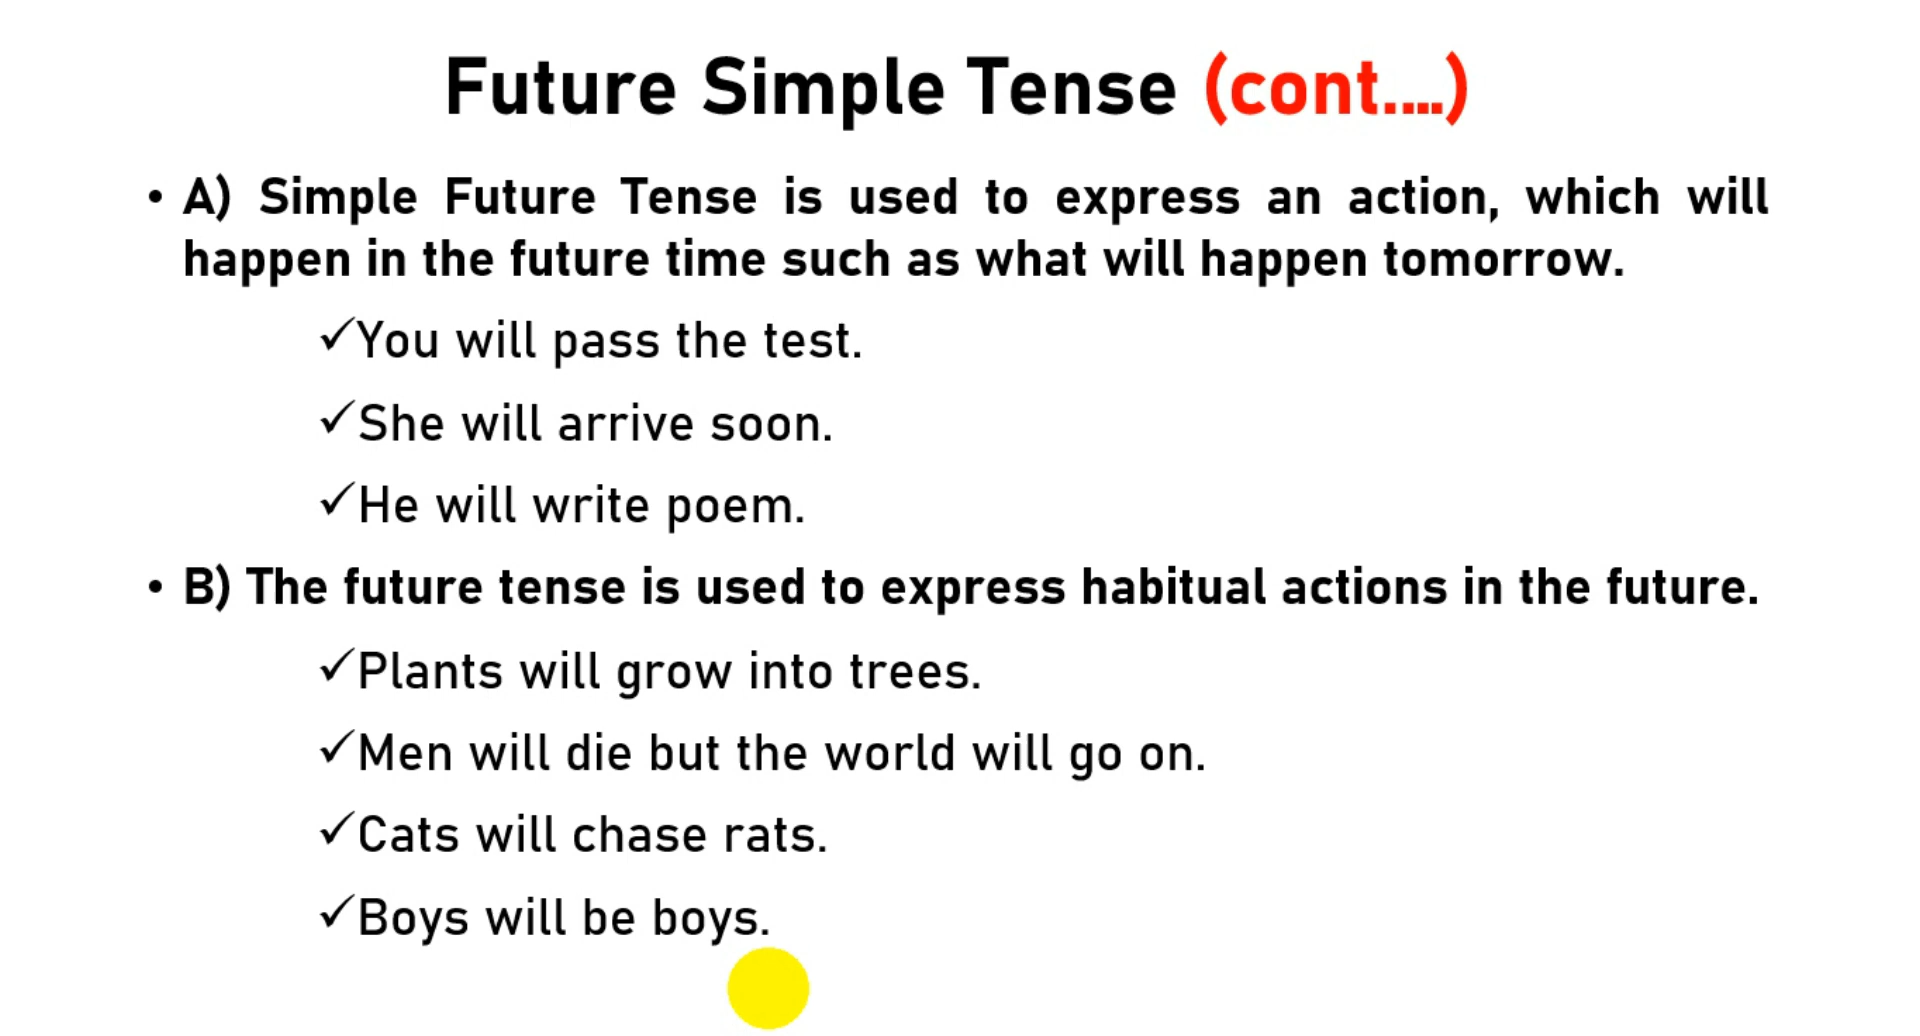 Future Simple Tense (cont....)
• A) Simple Future Tense is used to express an action, which will
happen in the future time such as what will happen tomorrow.
✓You will pass the test.
✓She will arrive soon.
✓He will write poem.
• B) The future tense is used to express habitual actions in the future.
✓Plants will grow into trees.
✓Men will die but the world will go on.
✓Cats will chase rats.
✓Boys will be boys.